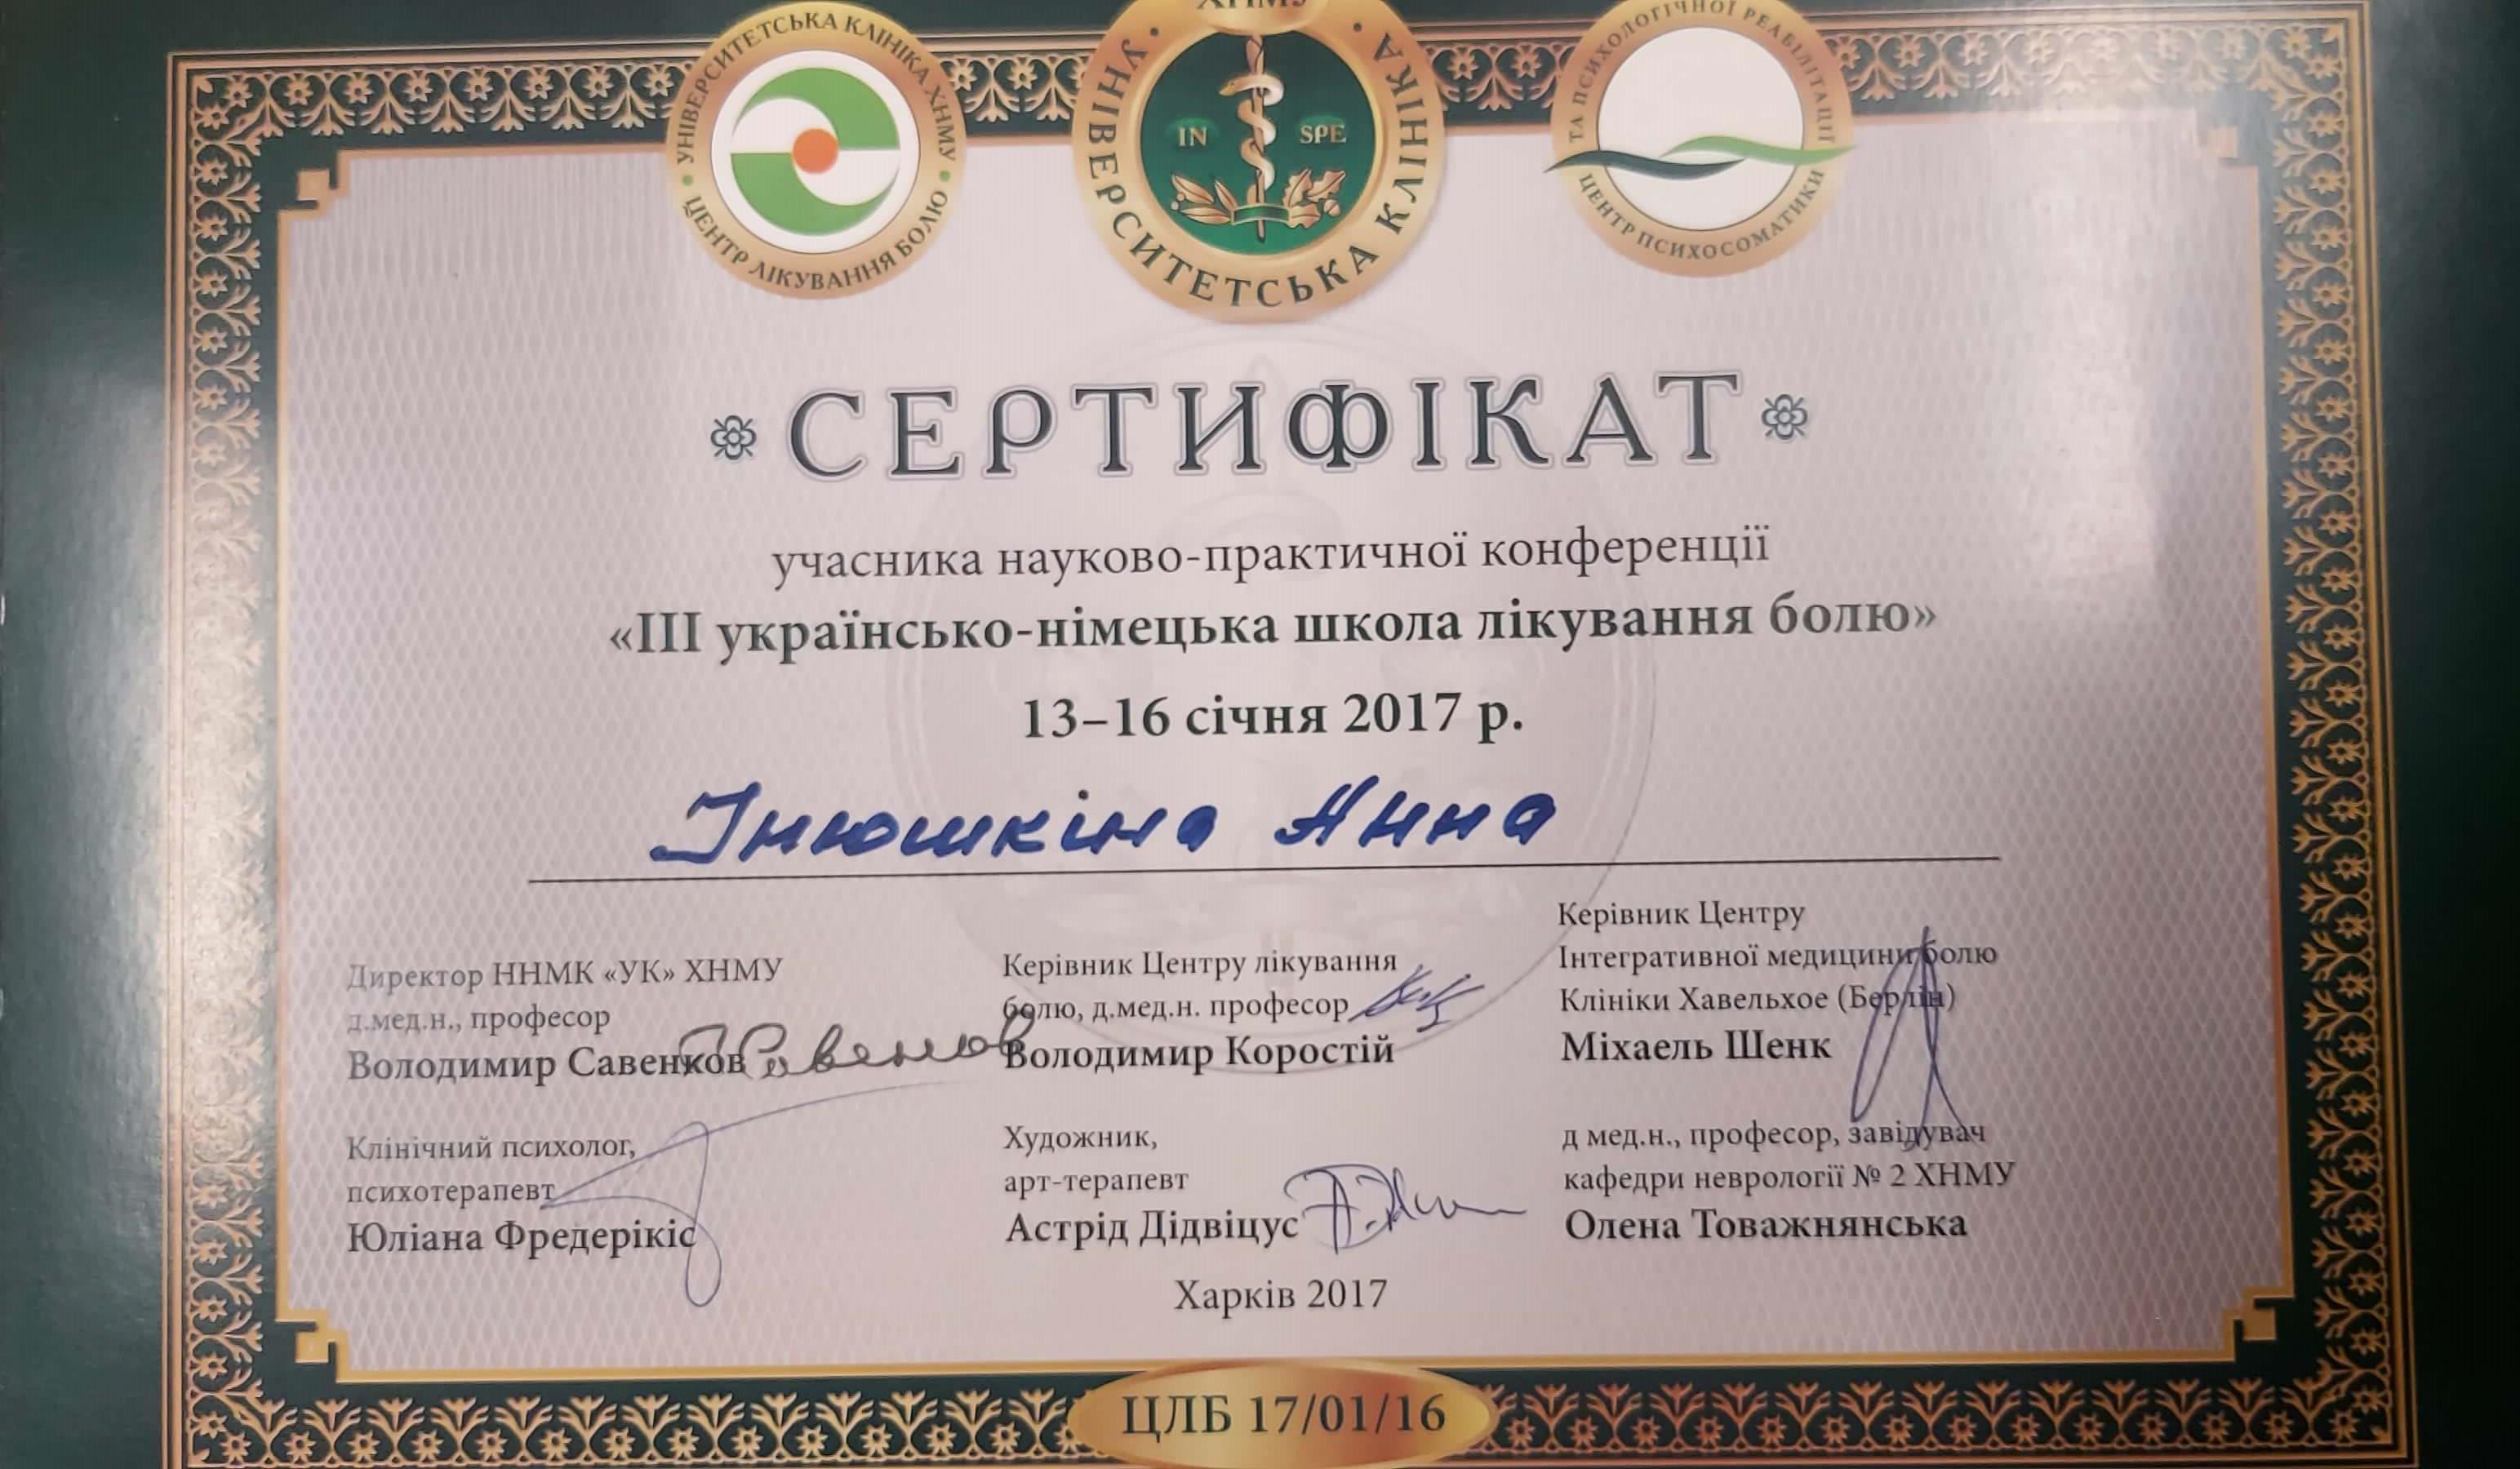 УНІВЕРСИТЕТСЬКА КЛІНІКА ХНМУ
ЦЕНТР ЛІКУВАННЯ БОЛЮ
ХНМУ
УНІВЕРСИТЕТСЬКА КЛІНІКА
IN SPE
ТА ПСИХОЛОГІЧНОЇ РЕАБІЛІТАЦІЇ
ЦЕНТР ПСИХОСОМАТИКИ
СЕРТИФІКАТ
учасника науково-практичної конференції
«ІІІ українсько-німецька школа лікування болю»
13–16 січня 2017 р.
Інюшкіна Анна
Директор ННМК «УК» ХНМУ
д.мед.н., професор
Володимир Савенков
Керівник Центру лікування
болю, д.мед.н. професор
Володимир Коростій
Керівник Центру
Інтегративної медицини болю
Клініки Хавельхое (Берлін)
Міхаель Шенк
Клінічний психолог,
психотерапевт
Юліана Фредерікіс
Художник,
арт-терапевт
Астрід Дідвіцус
д мед.н., професор, завідувач
кафедри неврології № 2 ХНМУ
Олена Товажнянська
Харків 2017
ЦЛБ 17/01/16